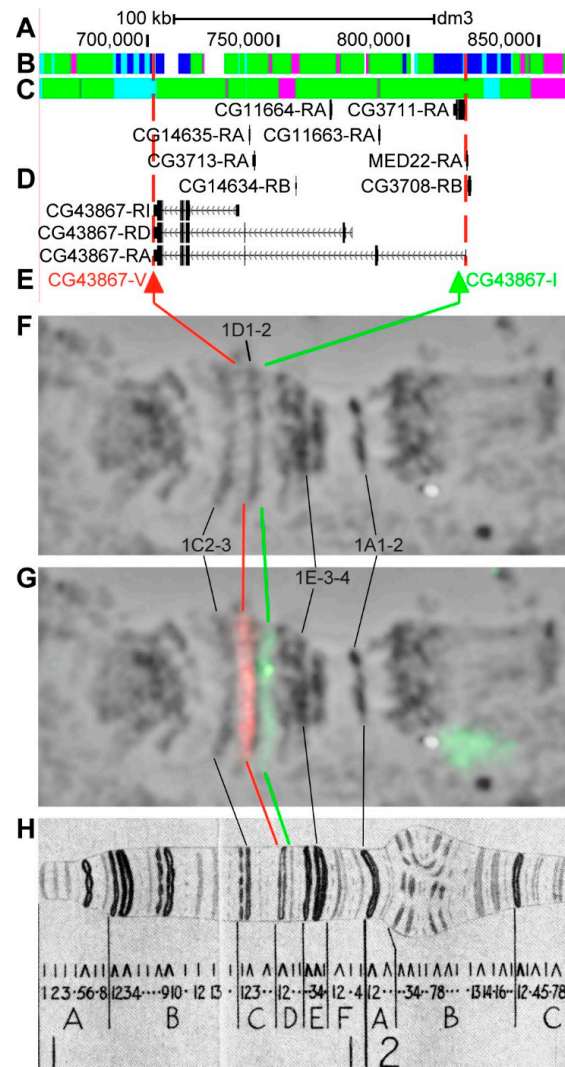 A
100 kb dm3
700,000 750,000 800,000 850,000
B
C
CG11664-RA CG3711-RA
CG14635-RA CG11663-RA
CG3713-RA MED22-RA
D
CG14634-RB CG3708-RB
CG43867-RI
CG43867-RD
CG43867-RA
E CG43867-V CG43867-I
F
1D1-2
1C2-3 1A1-2
1E-3-4
G
H
A B C D E F A B C
1 2